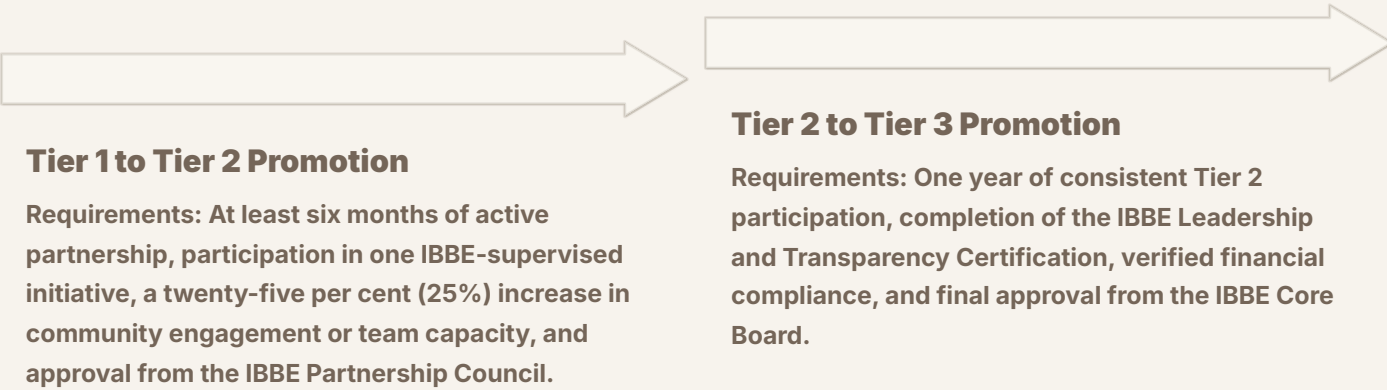 Tier 1 to Tier 2 Promotion
Requirements: At least six months of active
partnership, participation in one IBBE-supervised
initiative, a twenty-five per cent (25%) increase in
community engagement or team capacity, and
approval from the IBBE Partnership Council.
Tier 2 to Tier 3 Promotion
Requirements: One year of consistent Tier 2
participation, completion of the IBBE Leadership
and Transparency Certification, verified financial
compliance, and final approval from the IBBE Core
Board.